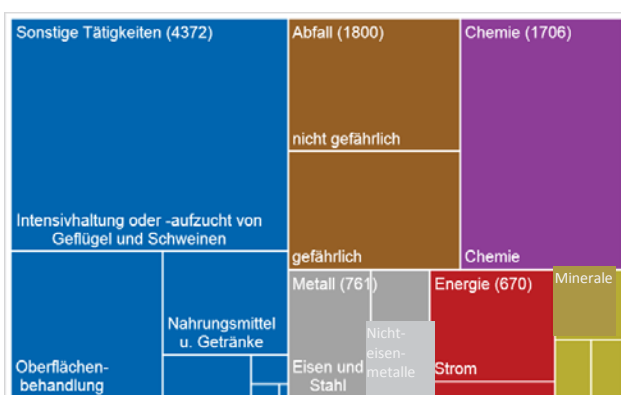 Sonstige Tätigkeiten (4372)
Intensivhaltung oder -aufzucht von
Geflügel und Schweinen
Oberflächen-
behandlung
Nahrungsmittel
u. Getränke
Abfall (1800)
nicht gefährlich
gefährlich
Chemie (1706)
Chemie
Metall (761)
Eisen und
Stahl
Nicht-
eisen-
metalle
Energie (670)
Strom
Minerale